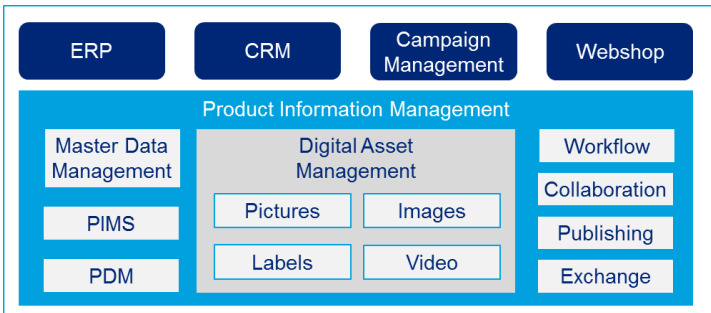 ERP
CRM
Campaign
Management
Webshop
Product Information Management
Master Data
Management
PIMS
PDM
Digital Asset
Management
Pictures
Images
Labels
Video
Workflow
Collaboration
Publishing
Exchange